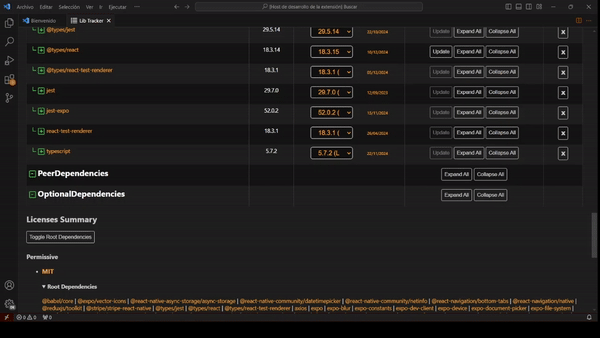 Archivo Editar Selección Ver Ir Ejecutar ...
[Host de desarrollo de la extensión] Buscar
Bienvenido Lib Tracker
@types/jest 29.5.14 29.5.14 22/10/2024 Update Expand All Collapse All X
@types/react 18.3.14 18.3.15 Update Expand All Collapse All X
@types/react-test-renderer 18.3.1 18.3.1 ( 05/12/2024 Update Expand All Collapse All X
jest 29.7.0 29.7.0 ( 12/09/2023 Update Expand All Collapse All X
jest-expo 52.0.2 52.0.2 ( Update Expand All Collapse All X
react-test-renderer 18.3.1 18.3.1 ( 26/04/2024 Update Expand All Collapse All X
typescript 5.7.2 5.7.2 (L 22/11/2024 Update Expand All Collapse All X
PeerDependencies Expand All Collapse All
OptionalDependencies Expand All Collapse All
Licenses Summary
Toggle Root Dependencies
Permissive
• MIT
▼ Root Dependencies
@babel/core | @expo/vector-icons | @react-native-async-storage/async-storage | @react-native-community/datetimepicker | @react-native-community/netinfo | @react-navigation/bottom-tabs | @react-navigation/native |
@reduxjs/toolkit | @stripe/stripe-react-native | @types/jest | @types/react | @types/react-test-renderer | axios | expo | expo-blur | expo-constants | expo-dev-client | expo-device | expo-document-picker | expo-file-system |
0 0 0